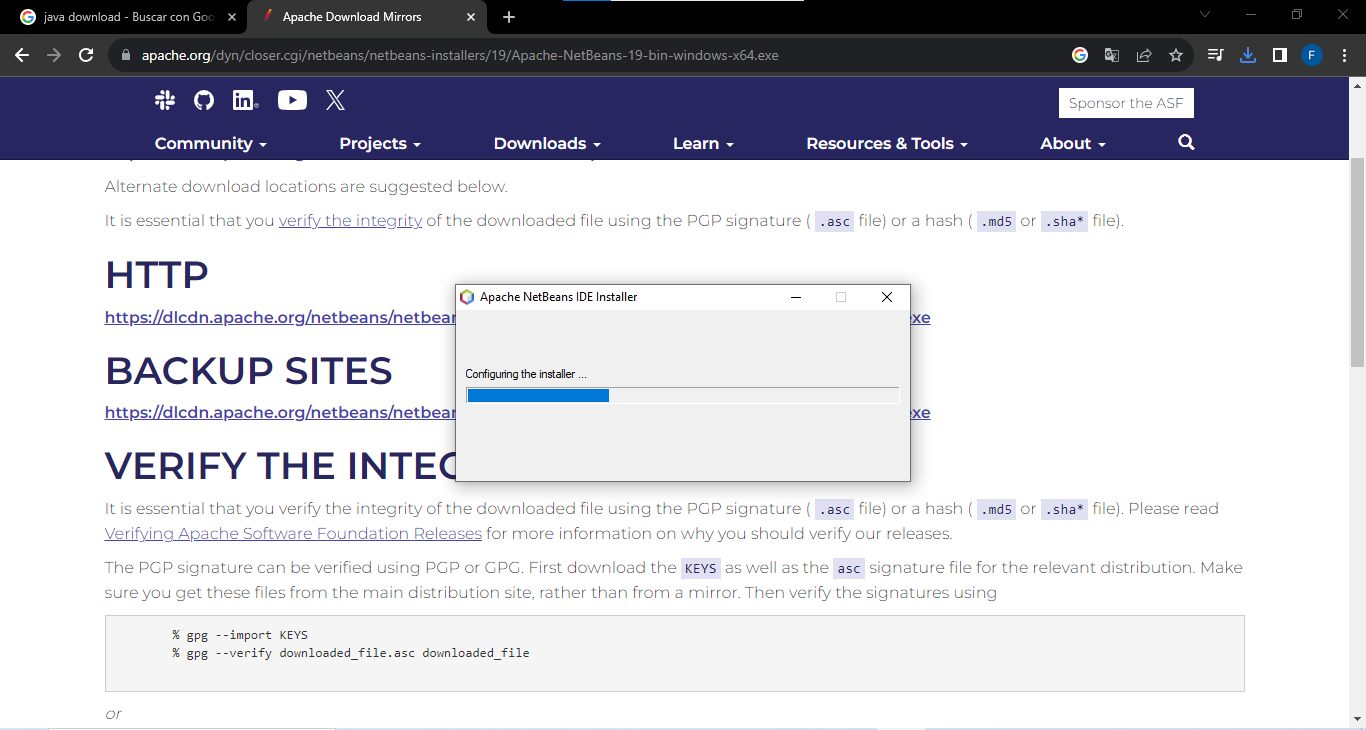 java download - Buscar con Goo
Apache Download Mirrors
apache.org/dyn/closer.cgi/netbeans/netbeans-installers/19/Apache-NetBeans-19-bin-windows-x64.exe
F
Sponsor the ASF
Community
Projects
Downloads
Learn
Resources & Tools
About
Alternate download locations are suggested below.
It is essential that you verify the integrity of the downloaded file using the PGP signature ( .asc file) or a hash ( .md5 or .sha* file).
HTTP
Apache NetBeans IDE Installer
https://dlcdn.apache.org/netbeans/netbean xe
Configuring the installer ...
BACKUP SITES
https://dlcdn.apache.org/netbeans/netbean xe
VERIFY THE INTEG
It is essential that you verify the integrity of the downloaded file using the PGP signature ( .asc file) or a hash ( .md5 or .sha* file). Please read
Verifying Apache Software Foundation Releases for more information on why you should verify our releases.
The PGP signature can be verified using PGP or GPG. First download the KEYS as well as the asc signature file for the relevant distribution. Make
sure you get these files from the main distribution site, rather than from a mirror. Then verify the signatures using
% gpg --import KEYS
% gpg --verify downloaded_file.asc downloaded_file
or